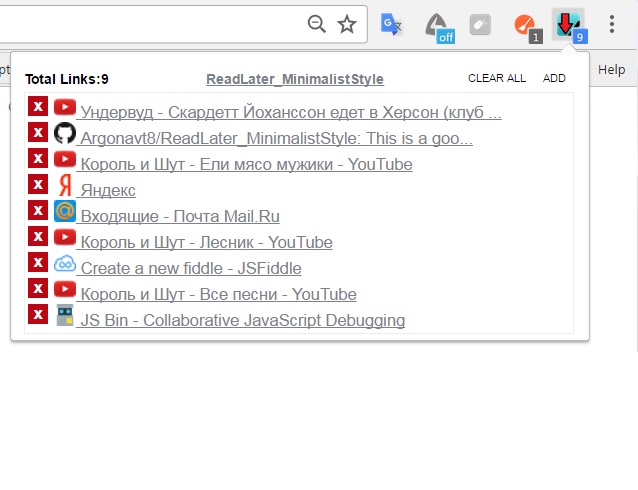 off
1
9
pt
Help
Total Links:9 ReadLater_MinimalistStyle CLEAR ALL ADD
x Ундервуд - Скардетт Йоханссон едет в Херсон (клуб ...
x Argonavt8/ReadLater_MinimalistStyle: This is a goo...
x Король и Шут - Ели мясо мужики - YouTube
x Я Яндекс
x @ Входящие - Почта Mail.Ru
x Король и Шут - Лесник - YouTube
x Create a new fiddle - JSFiddle
x Король и Шут - Все песни - YouTube
x JS Bin - Collaborative JavaScript Debugging